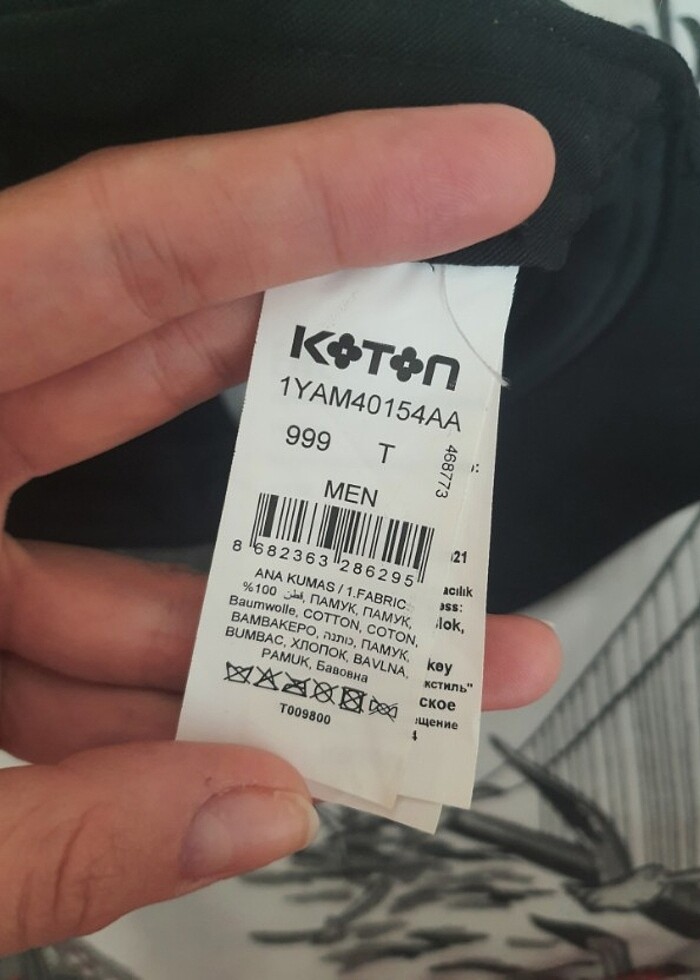 KOTON
1YAM40154AA
999 T
468773
MEN
8 682363 286295
ANA KUMAS / 1.FABRIC:
%100 قطن, ПАМУК, ПАМУК,
Baumwolle, COTTON, COTON,
ΒΑΜΒΑΚΕΡΟ, כותנה, ПАМУК,
BUMBAC, ХЛОПОК, BAVLNA,
PAMUK, Бавовна
T009800